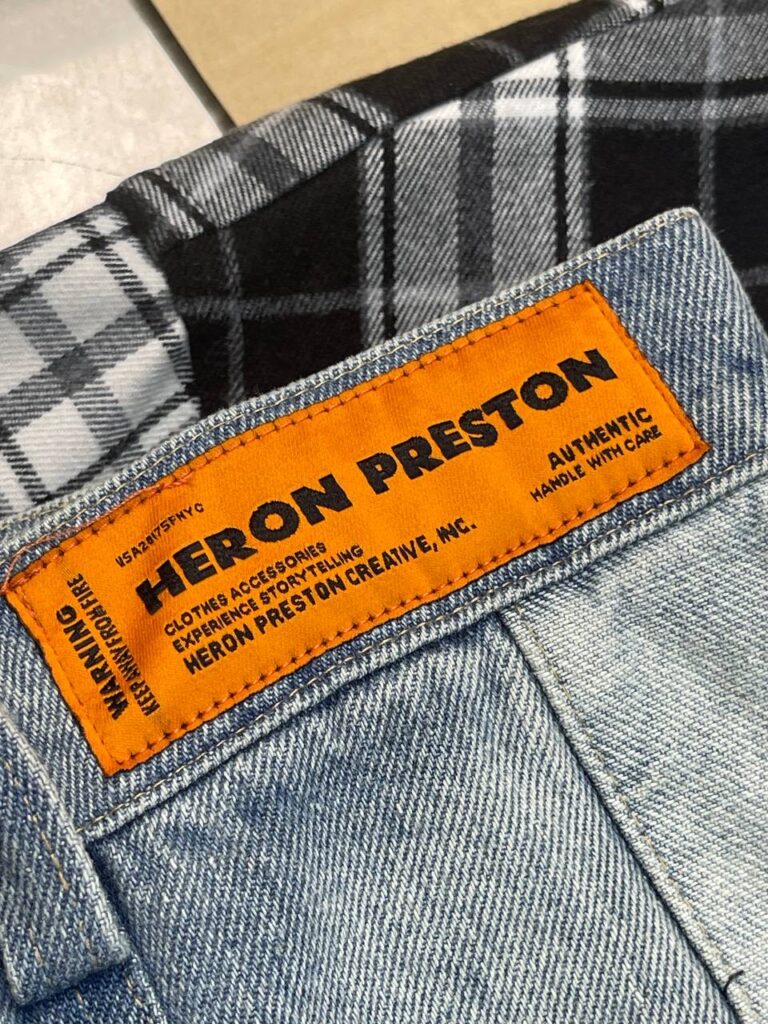 USA20175FNYC
HERON PRESTON
CLOTHES ACCESSORIES
EXPERIENCE STORYTELLING
HERON PRESTON CREATIVE, INC.
AUTHENTIC
HANDLE WITH CARE
WARNING
KEEP AWAY FROM FIRE